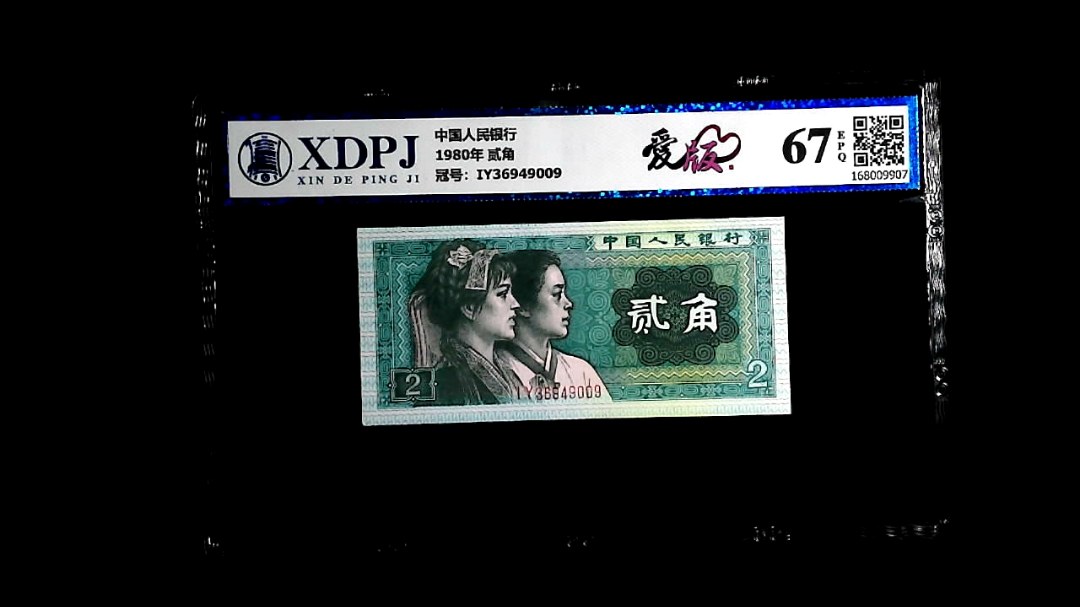 XDPJ
XIN DE PING JI
中国人民银行
1980年 贰角
冠号：IY36949009
爱版
67
EPQ
168009907
中国人民银行
贰角
2
IY36949009
2